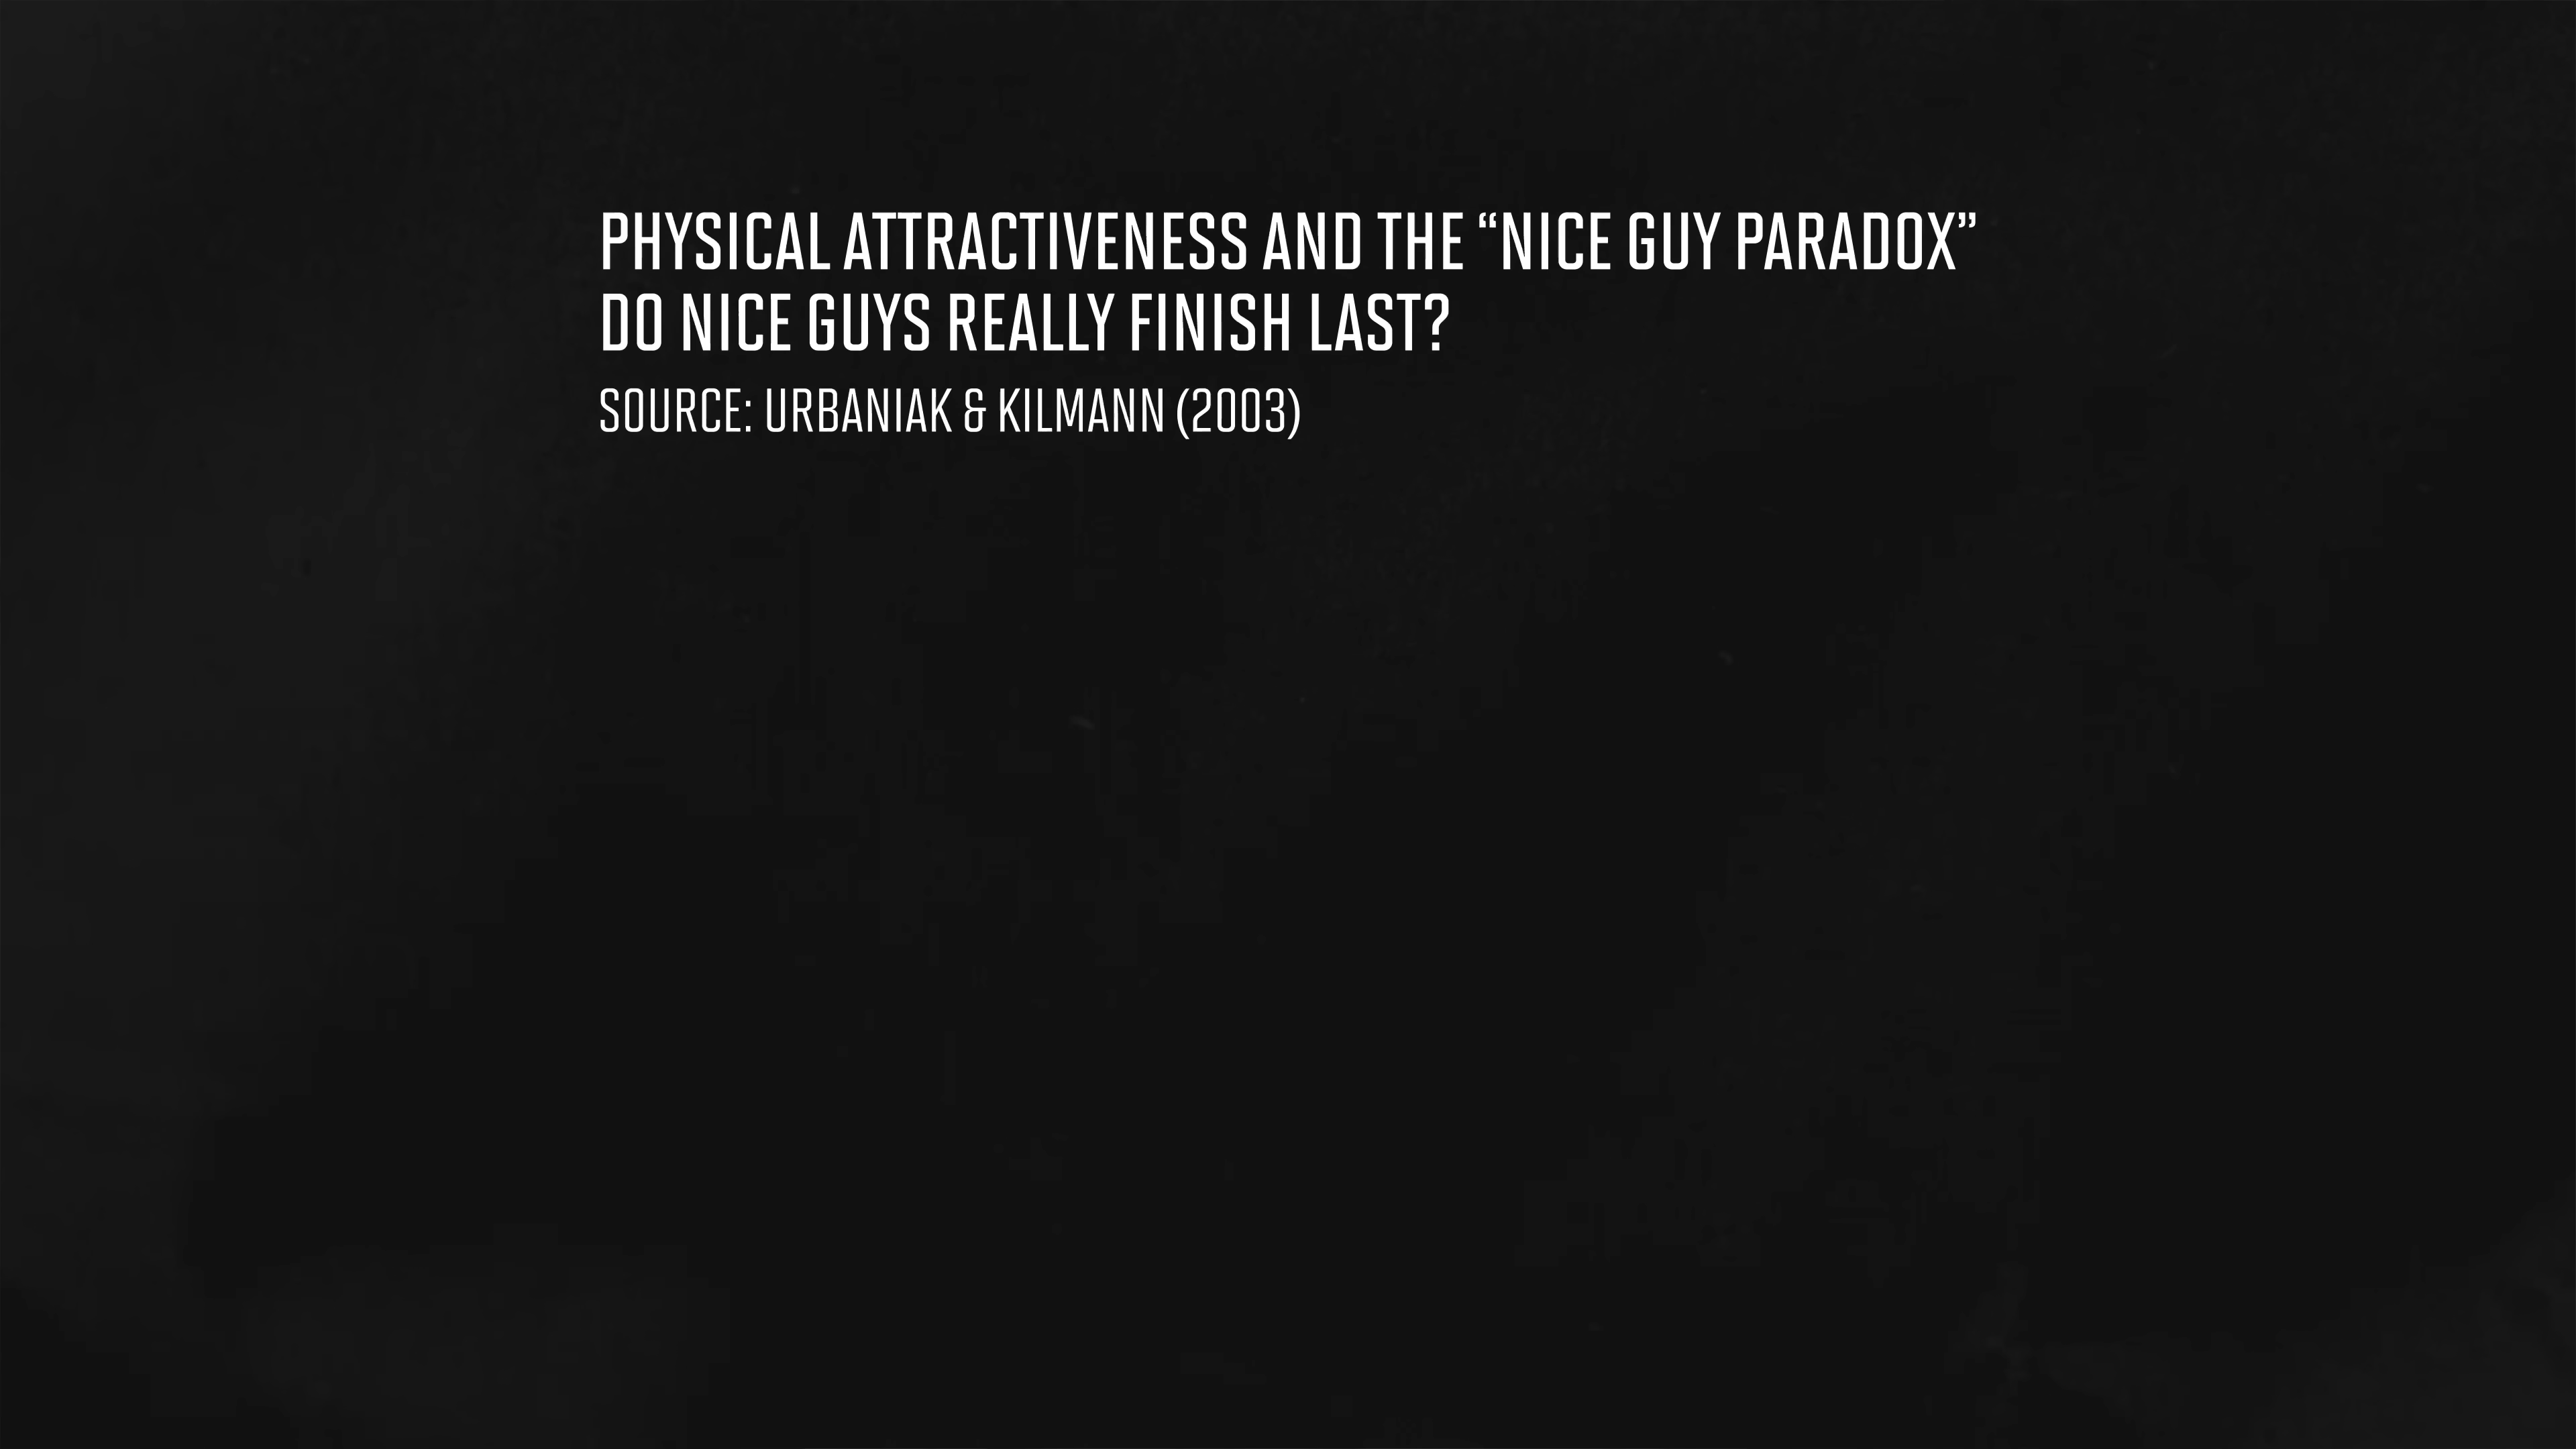 PHYSICAL ATTRACTIVENESS AND THE “NICE GUY PARADOX”
DO NICE GUYS REALLY FINISH LAST?
SOURCE: URBANIAK & KILMANN (2003)